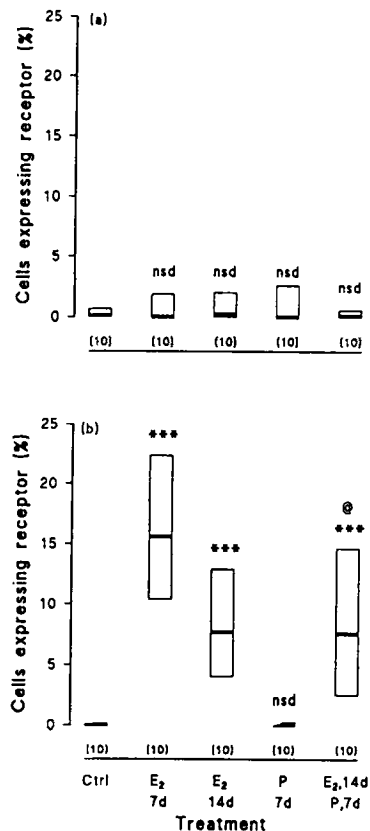 25
(a)
20
15
10
5
0
Cells expressing receptor (%)
nsd
nsd
nsd
nsd
(10)
(10)
(10)
(10)
(10)
25
(b)
20
15
10
5
0
Cells expressing receptor (%)
***
***
nsd
@
***
(10)
(10)
(10)
(10)
(10)
Ctrl E₂ E₂ P E₂,14d
7d 14d 7d P,7d
Treatment